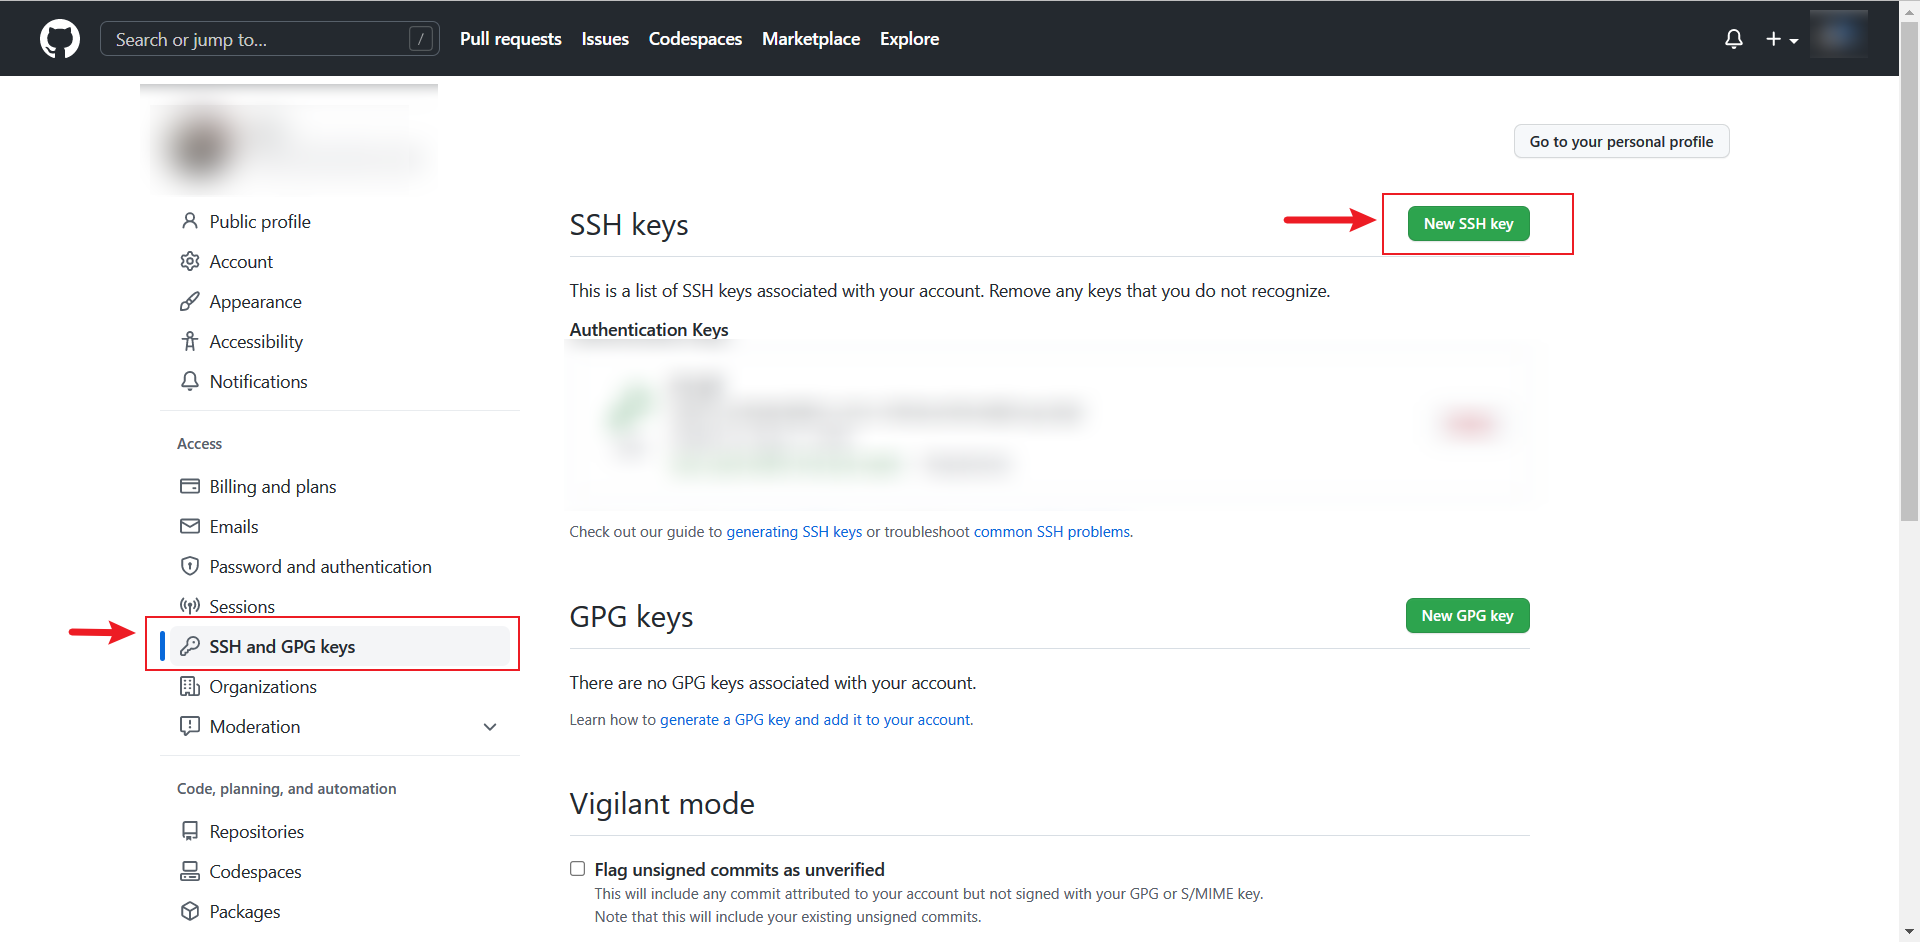 Search or jump to... /
Pull requests
Issues
Codespaces
Marketplace
Explore
Go to your personal profile
Public profile
Account
Appearance
Accessibility
Notifications
Access
Billing and plans
Emails
Password and authentication
Sessions
SSH and GPG keys
Organizations
Moderation
Code, planning, and automation
Repositories
Codespaces
Packages
SSH keys
New SSH key
This is a list of SSH keys associated with your account. Remove any keys that you do not recognize.
Authentication Keys
Check out our guide to generating SSH keys or troubleshoot common SSH problems.
GPG keys
New GPG key
There are no GPG keys associated with your account.
Learn how to generate a GPG key and add it to your account.
Vigilant mode
Flag unsigned commits as unverified
This will include any commit attributed to your account but not signed with your GPG or S/MIME key.
Note that this will include your existing unsigned commits.